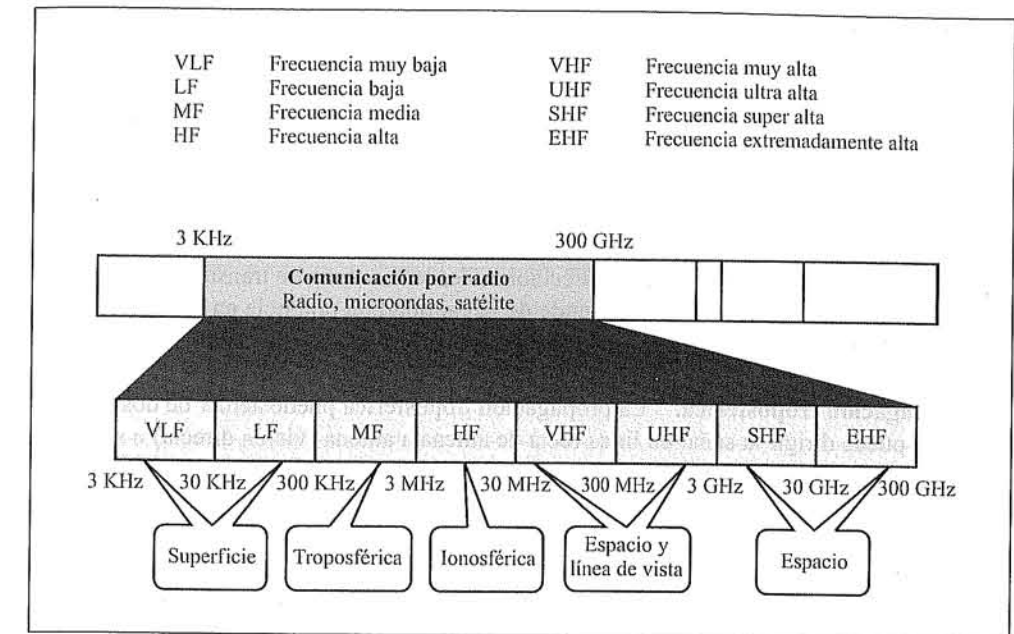 VLF Frecuencia muy baja VHF Frecuencia muy alta
LF Frecuencia baja UHF Frecuencia ultra alta
MF Frecuencia media SHF Frecuencia super alta
HF Frecuencia alta EHF Frecuencia extremadamente alta
3 KHz 300 GHz
Comunicación por radio
Radio, microondas, satélite
VLF LF MF HF VHF UHF SHF EHF
3 KHz 30 KHz 300 KHz 3 MHz 30 MHz 300 MHz 3 GHz 30 GHz 300 GHz
Superficie Troposférica Ionosférica Espacio y línea de vista Espacio